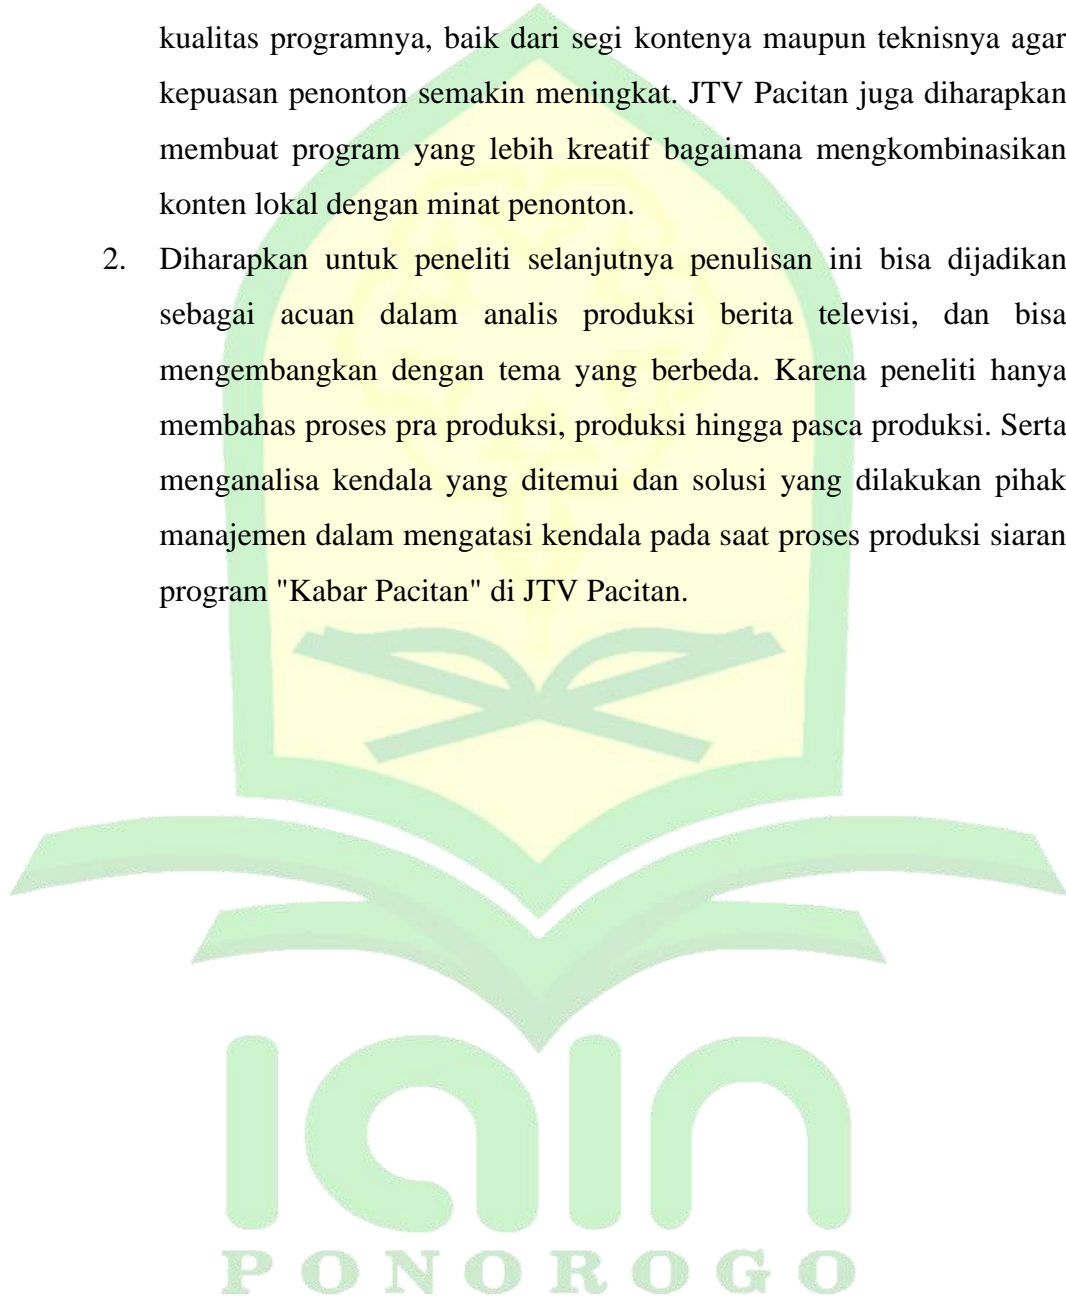 kualitas programnya, baik dari segi kontenya maupun teknisnya agar
kepuasan penonton semakin meningkat. JTV Pacitan juga diharapkan
membuat program yang lebih kreatif bagaimana mengkombinasikan
konten lokal dengan minat penonton.
2. Diharapkan untuk peneliti selanjutnya penulisan ini bisa dijadikan
sebagai acuan dalam analis produksi berita televisi, dan bisa
mengembangkan dengan tema yang berbeda. Karena peneliti hanya
membahas proses pra produksi, produksi hingga pasca produksi. Serta
menganalisa kendala yang ditemui dan solusi yang dilakukan pihak
manajemen dalam mengatasi kendala pada saat proses produksi siaran
program "Kabar Pacitan" di JTV Pacitan.
iain
PONOROGO